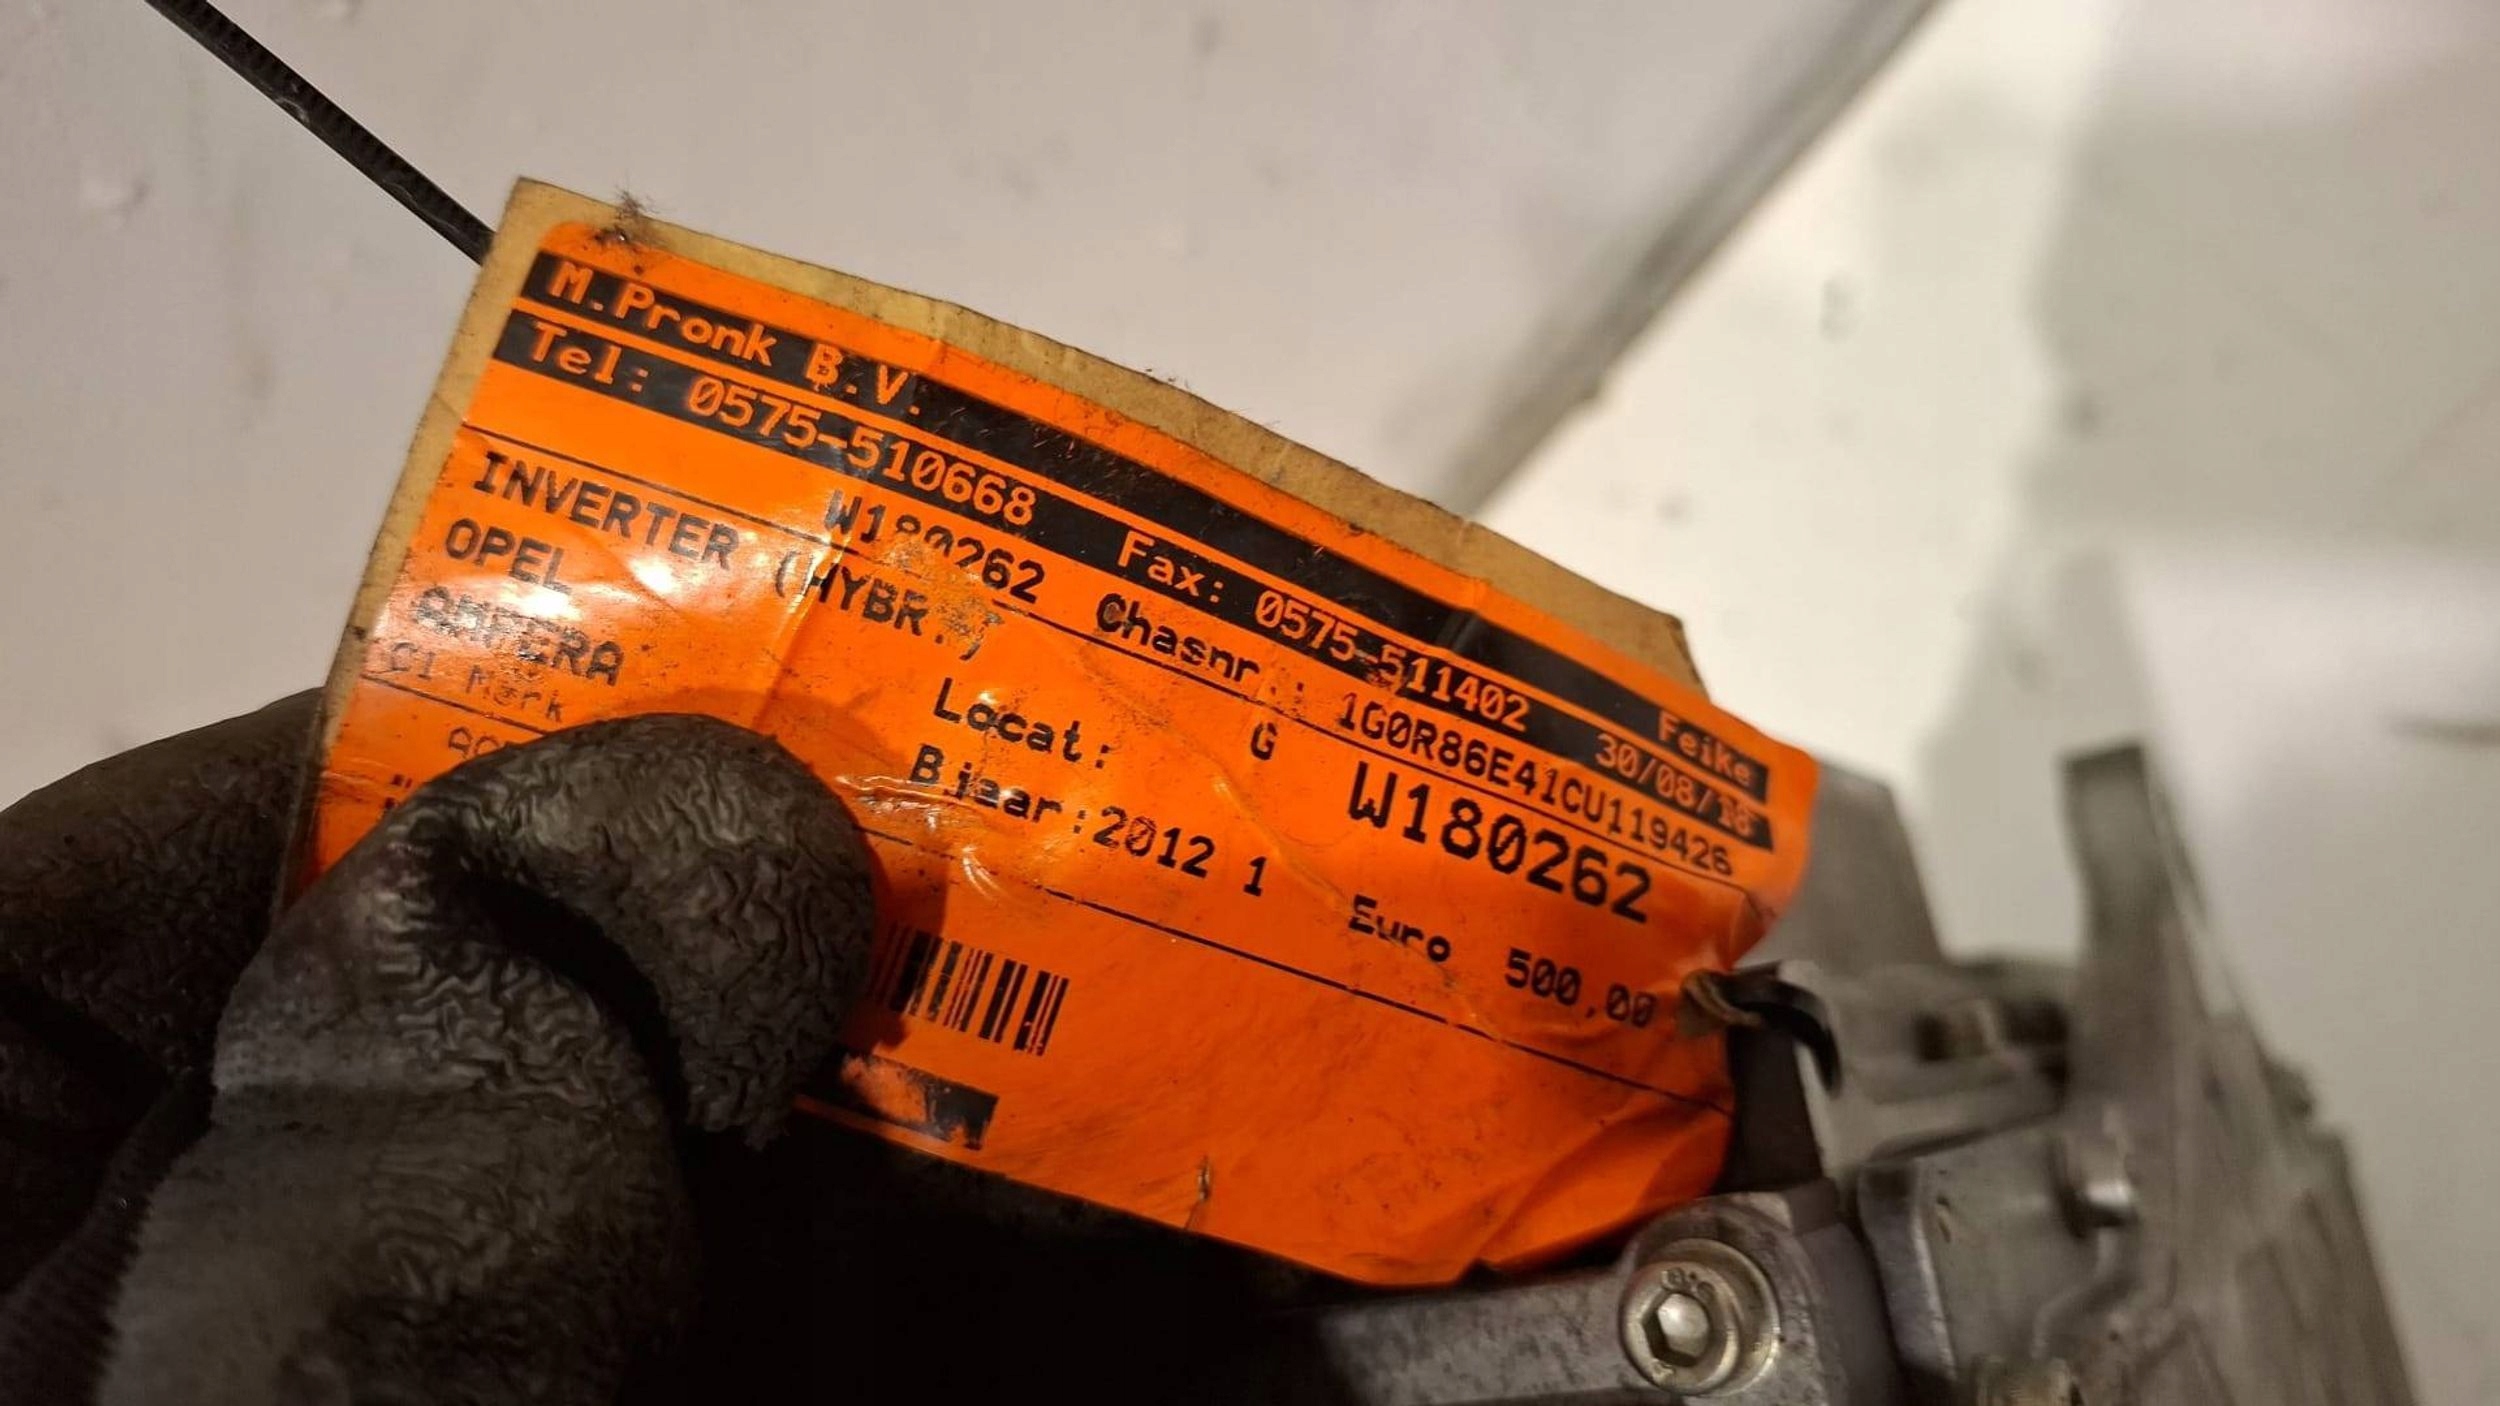 M.Pronk B.V. Feike
Tel: 0575-510668 Fax: 0575-511402 30/08/18
W180262 Chasnr.: 1G0R86E41CU119426
INVERTER (HYBR.) G W180262
OPEL Locat:
AMPERA Bjaar:2012 1 Euro 500,00